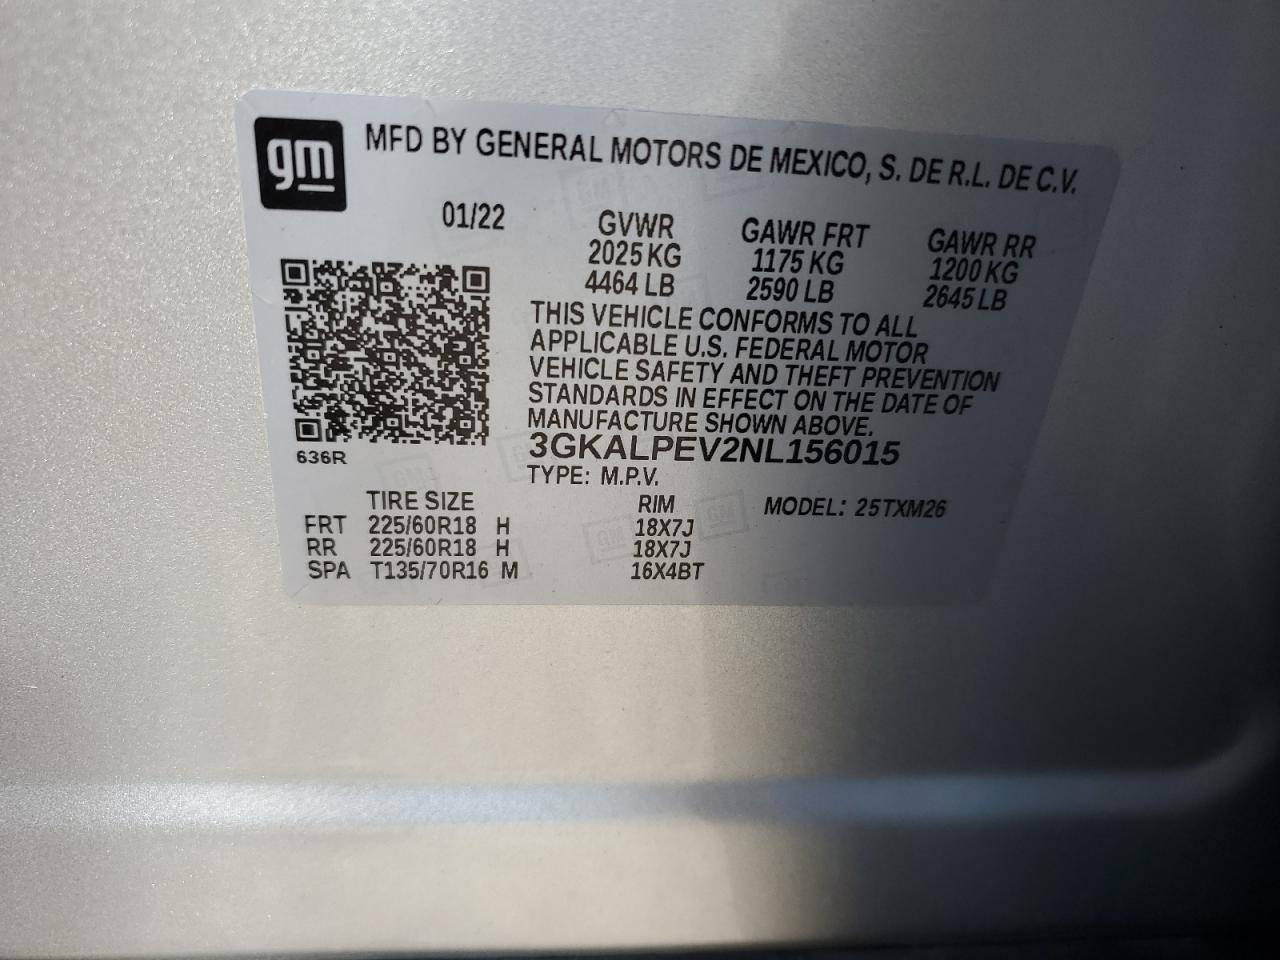 gm
MFD BY GENERAL MOTORS DE MEXICO, S. DE R.L. DE C.V.
01/22
GVWR GAWR FRT GAWR RR
2025 KG 1175 KG 1200 KG
4464 LB 2590 LB 2645 LB
THIS VEHICLE CONFORMS TO ALL
APPLICABLE U.S. FEDERAL MOTOR
VEHICLE SAFETY AND THEFT PREVENTION
STANDARDS IN EFFECT ON THE DATE OF
MANUFACTURE SHOWN ABOVE.
3GKALPEV2NL156015
636R
TYPE: M.P.V.
TIRE SIZE RIM MODEL: 25TXM26
FRT 225/60R18 H 18X7J
RR 225/60R18 H 18X7J
SPA T135/70R16 M 16X4BT